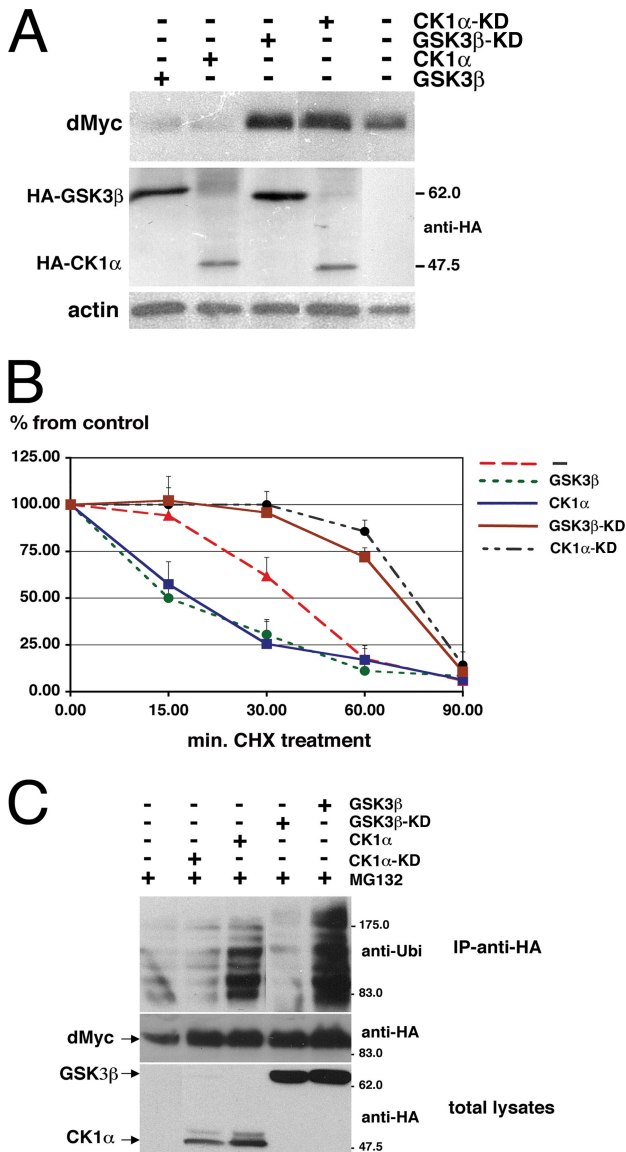 A
- - - + - CK1α-KD
- - + - - GSK3β-KD
- + - - - CK1α
+ - - - - GSK3β
dMyc
HA-GSK3β
- 62.0
anti-HA
HA-CK1α
- 47.5
actin
B
% from control
125.00
100.00
75.00
50.00
25.00
0.00
0.00 15.00 30.00 60.00 90.00
min. CHX treatment
-
GSK3β
CK1α
GSK3β-KD
CK1α-KD
C
- - - - + GSK3β
- - - + - GSK3β-KD
- - + - - CK1α
- + - - - CK1α-KD
+ + + + + MG132
- 175.0
anti-Ubi
IP-anti-HA
- 83.0
dMyc
anti-HA
- 83.0
GSK3β
- 62.0
anti-HA
total lysates
CK1α
- 47.5